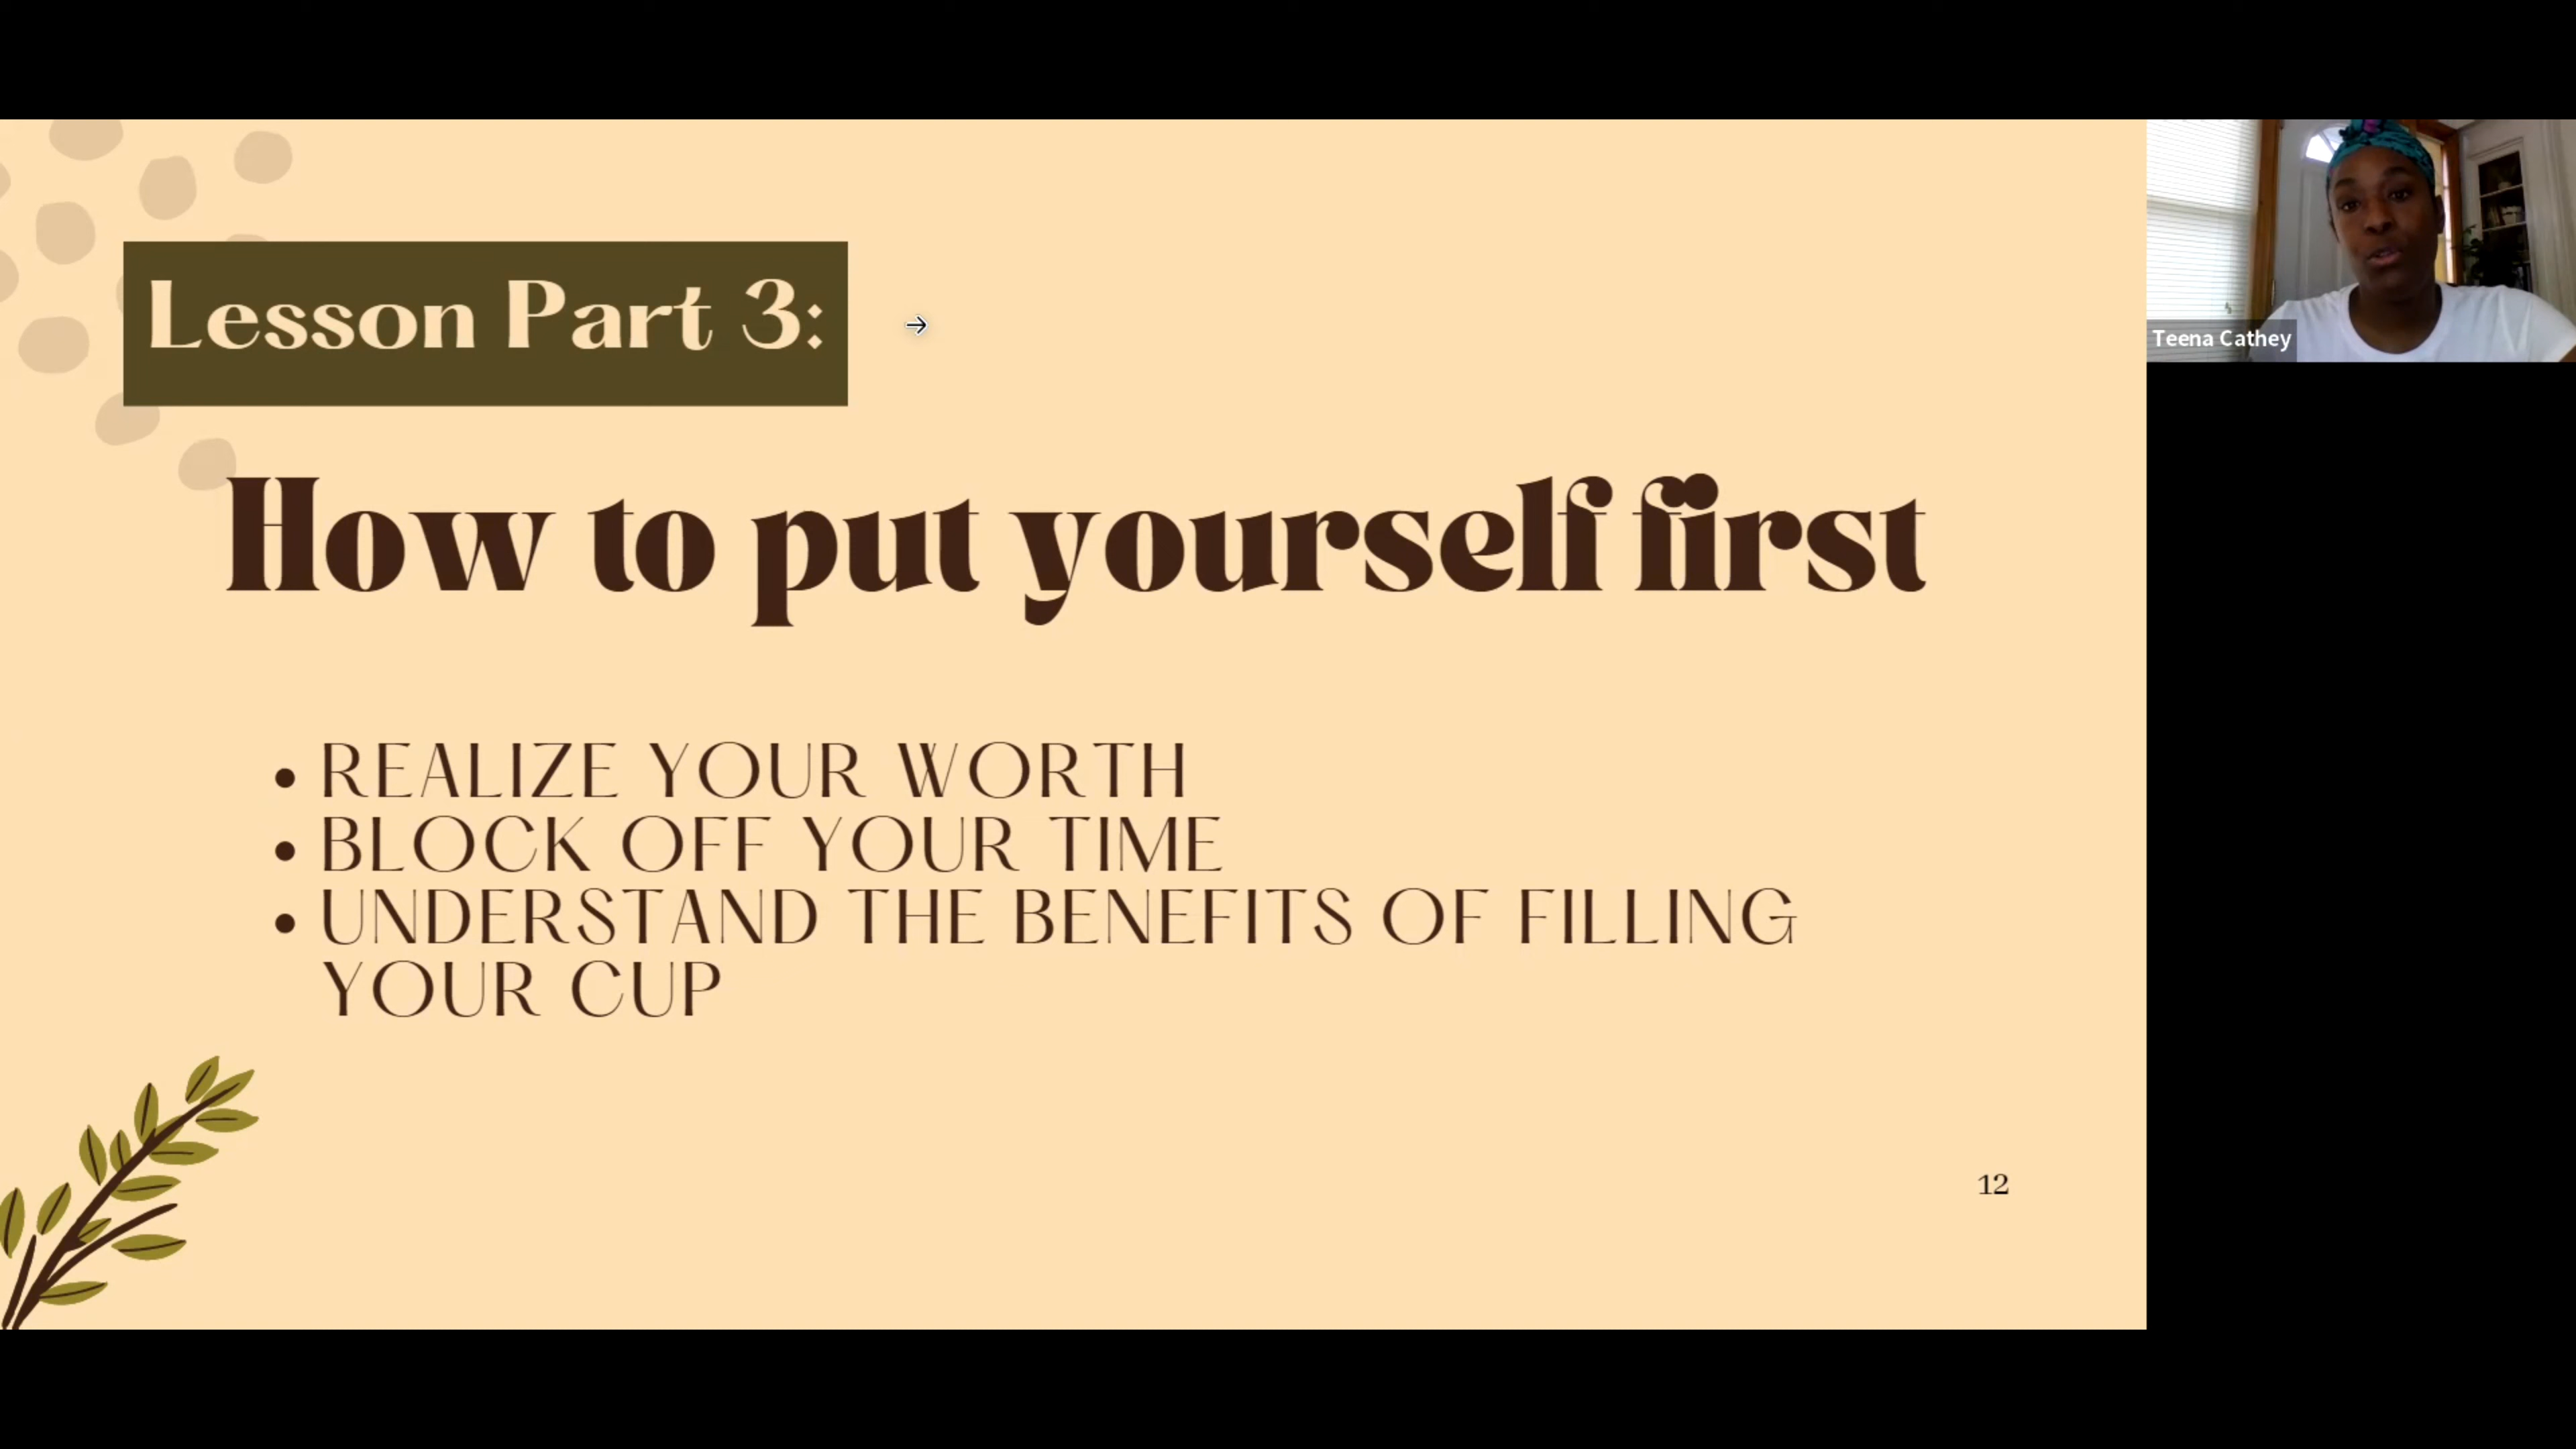 Lesson Part 3:
How to put yourself first
• REALIZE YOUR WORTH
• BLOCK OFF YOUR TIME
• UNDERSTAND THE BENEFITS OF FILLING
YOUR CUP
12
Teena Cathey